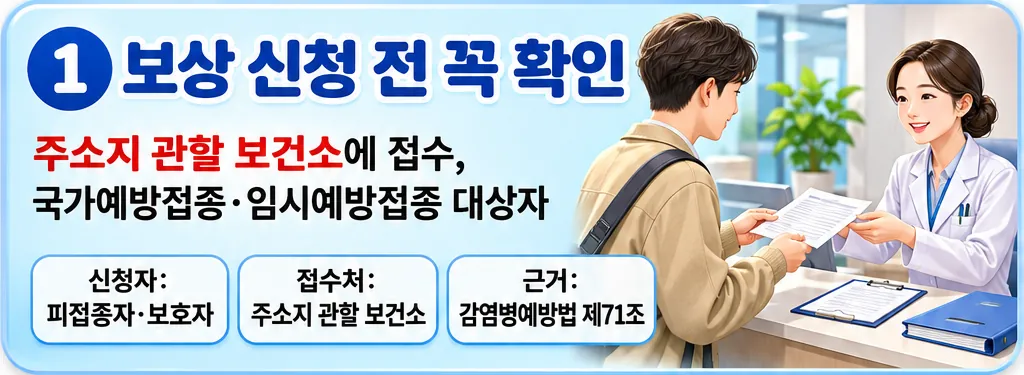 1 보상 신청 전 꼭 확인
주소지 관할 보건소에 접수,
국가예방접종·임시예방접종 대상자
신청자:
피접종자·보호자
접수처:
주소지 관할 보건소
근거:
감염병예방법 제71조